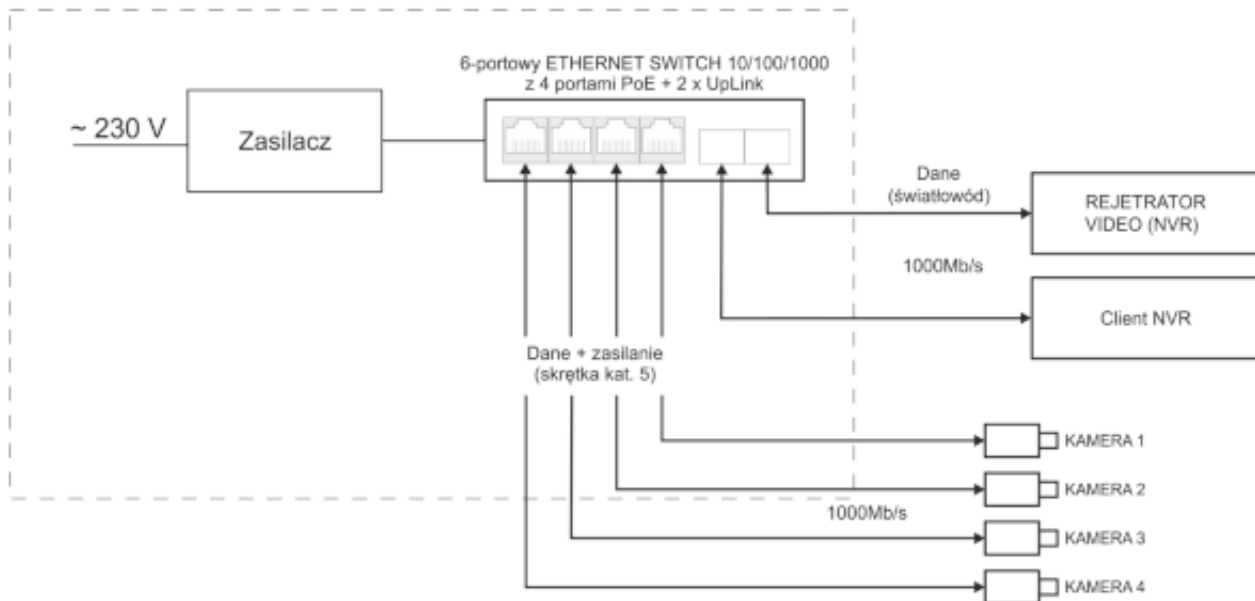 6-portowy ETHERNET SWITCH 10/100/1000
z 4 portami PoE + 2 x UpLink
~ 230 V
Zasilacz
Dane
(światłowód)
REJETRATOR
VIDEO (NVR)
1000Mb/s
Client NVR
Dane + zasilanie
(skrętka kat. 5)
KAMERA 1
KAMERA 2
1000Mb/s
KAMERA 3
KAMERA 4